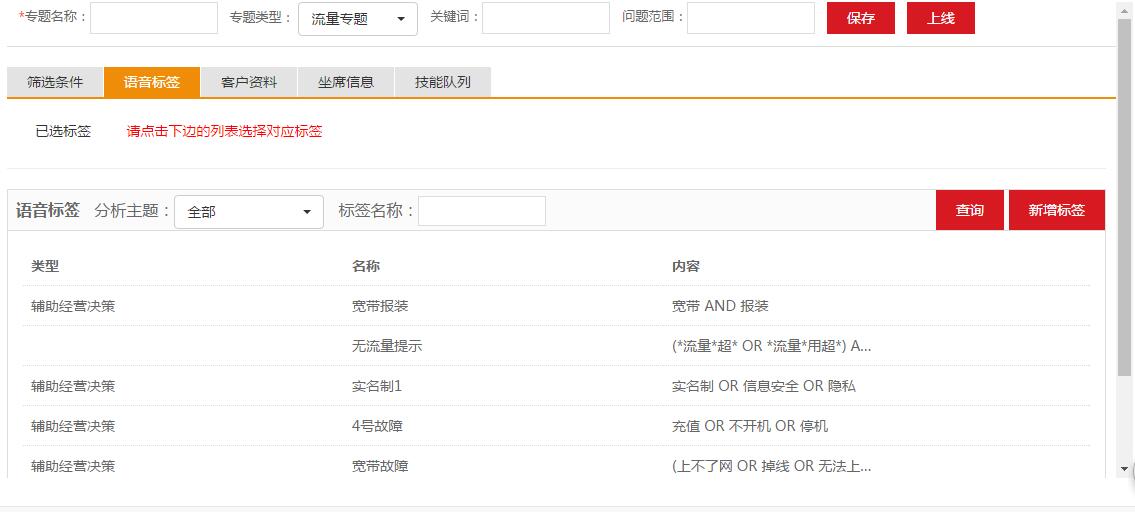 *专题名称： 专题类型： 流量专题 关键词： 问题范围： 保存 上线
筛选条件 语音标签 客户资料 坐席信息 技能队列
已选标签 请点击下边的列表选择对应标签
语音标签 分析主题： 全部 标签名称： 查询 新增标签
类型 名称 内容
辅助经营决策 宽带报装 宽带 AND 报装
无流量提示 (*流量*超* OR *流量*用超*) A...
辅助经营决策 实名制1 实名制 OR 信息安全 OR 隐私
辅助经营决策 4号故障 充值 OR 不开机 OR 停机
辅助经营决策 宽带故障 (上不了网 OR 掉线 OR 无法上...